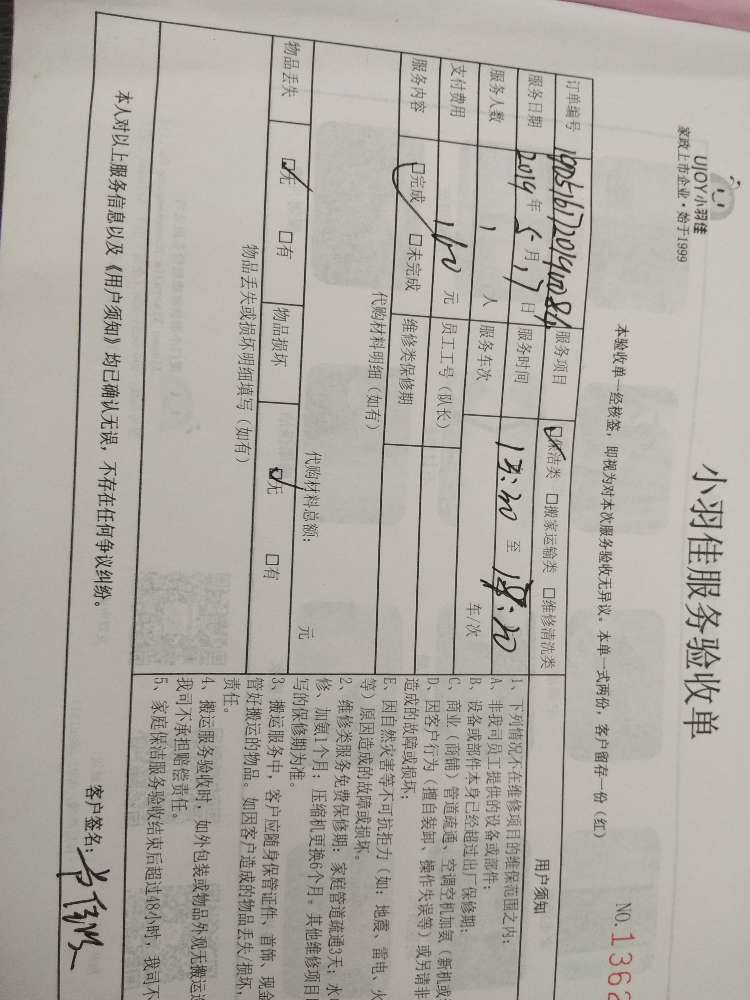 UJOY小羽佳
家政上市企业·始于1999
小羽佳服务验收单
NO.1362
本验收单一经核签，即视为对本次服务验收无异议。本单一式两份，客户留存一份（红）
订单编号 服务项目 ☑保洁类 □搬家运输类 □维修清洗类
服务日期 2019年5月17日 服务时间 至
服务人数 1 人 服务车次 车/次
支付费用 160 元 员工工号（队长）
服务内容 ☑完成 □未完成 维修类保修期
代购材料明细（如有）
代购材料总额： 元
物品丢失 ☑无 □有 物品损坏 ☑无 □有
物品丢失或损坏明细填写（如有）
用户须知
1、下列情况不在维修项目的维保范围之内：
A、非我司员工提供的设备或部件；
B、设备或部件本身已经超过出厂保修期；
C、商业（商铺）管道疏通、空调空机加氨（新机或
D、因客户行为（擅自装卸、操作失误等）或另请非
造成的故障或损坏；
E、因自然灾害等不可抗拒力（如：地震、雷电、火
等）原因造成的故障或损坏。
2、维修类服务免费保修期：家庭管道疏通3天；水
修、加氨1个月；压缩机更换6个月。其他维修项目
写的保修期为准。
3、搬运服务中，客户应随身保管证件、首饰、现金
管好搬运的物品。如因客户造成的物品丢失/损坏，
责任。
4、搬运服务验收时，如外包装或物品外观无搬运
我司不承担赔偿责任。
5、家庭保洁服务验收结束后超过48小时，我司不
本人对以上服务信息以及《用户须知》均已确认无误，不存在任何争议纠纷。
客户签名：